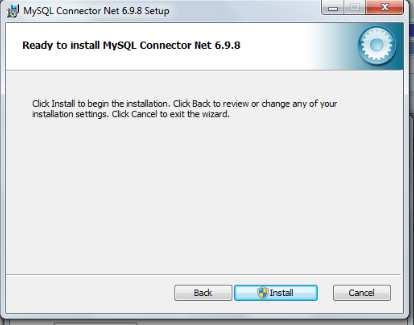 MySQL Connector Net 6.9.8 Setup
Ready to install MySQL Connector Net 6.9.8
Click Install to begin the installation. Click Back to review or change any of your
installation settings. Click Cancel to exit the wizard.
Back
Install
Cancel